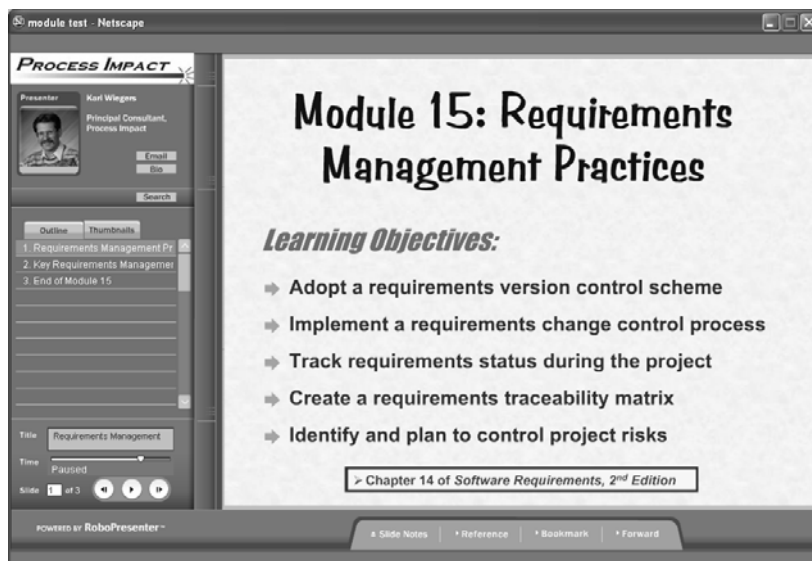 module test - Netscape
PROCESS IMPACT
Presenter
Karl Wiegers
Principal Consultant,
Process Impact
Email
Bio
Search
Outline
Thumbnails
1. Requirements Management Pr
2. Key Requirements Managemer
3. End of Module 15
Title
Requirements Management
Time
Paused
Slide 1 of 3
POWERED BY RoboPresenter™
Module 15: Requirements
Management Practices
Learning Objectives:
Adopt a requirements version control scheme
Implement a requirements change control process
Track requirements status during the project
Create a requirements traceability matrix
Identify and plan to control project risks
Chapter 14 of Software Requirements, 2nd Edition
Slide Notes
Reference
Bookmark
Forward